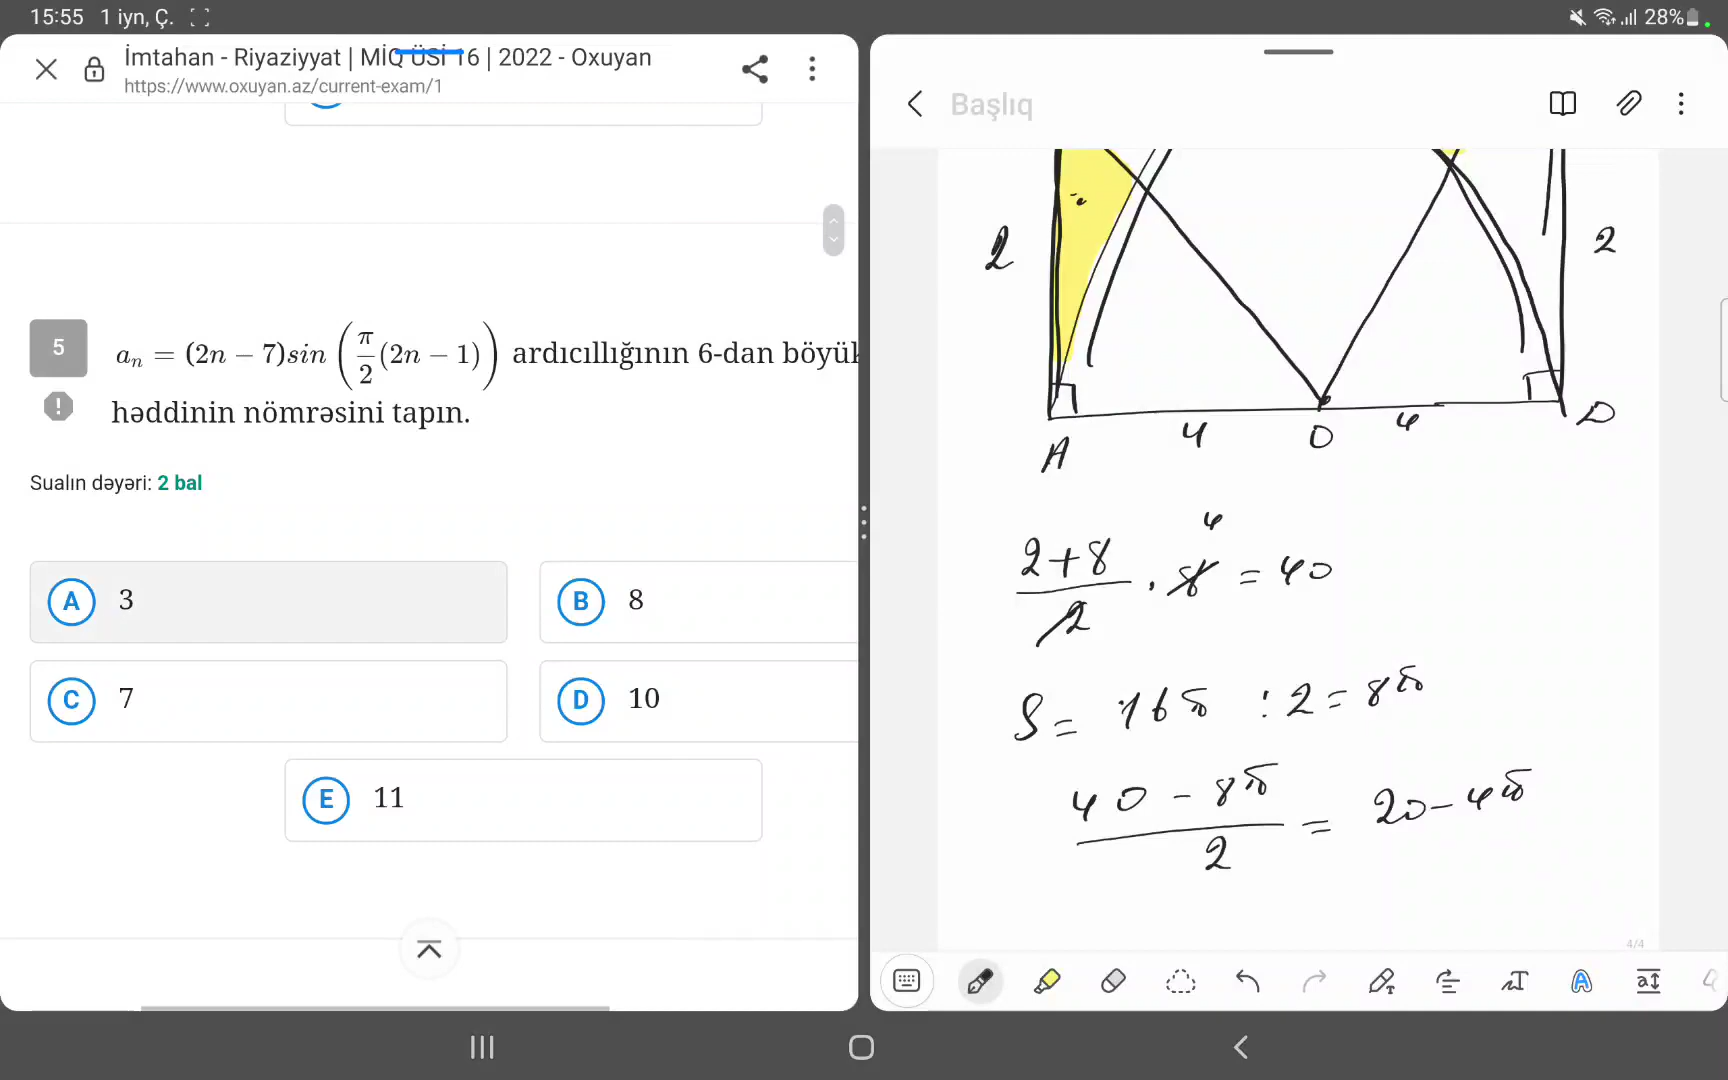 15:55 1 iyn, Ç.
28%
İmtahan - Riyaziyyat | MİQ ÜSİ 16 | 2022 - Oxuyan
https://www.oxuyan.az/current-exam/1
5
aₙ = (2n − 7)sin(π/2(2n − 1)) ardıcıllığının 6-dan böyük
həddinin nömrəsini tapın.
Sualın dəyəri: 2 bal
A 3
B 8
C 7
D 10
E 11
Başlıq
2
2
A 4 O 4 D
(2+8)/2 · 8 = 40
4
S = 16π : 2 = 8π
(40 − 8π)/2 = 20 − 4π
4/4